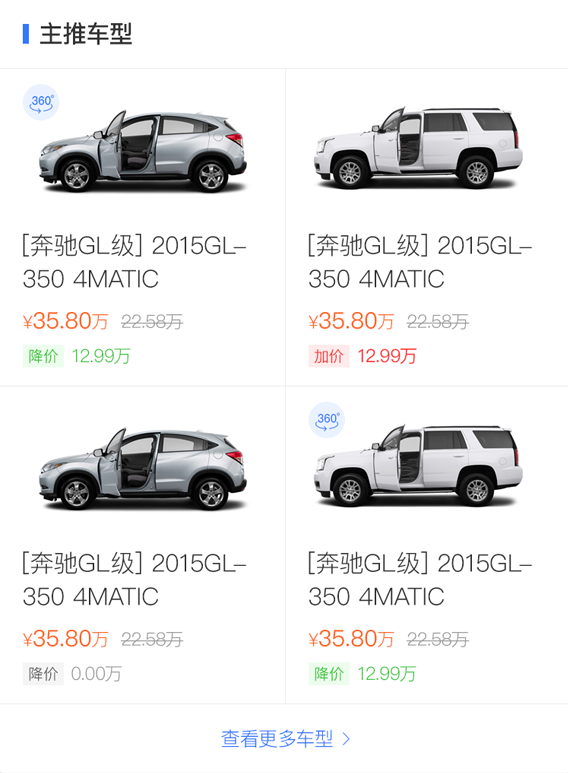 主推车型
360°
[奔驰GL级] 2015GL–
350 4MATIC
¥35.80万 22.58万
降价 12.99万
[奔驰GL级] 2015GL–
350 4MATIC
¥35.80万 22.58万
加价 12.99万
[奔驰GL级] 2015GL–
350 4MATIC
¥35.80万 22.58万
降价 0.00万
360°
[奔驰GL级] 2015GL–
350 4MATIC
¥35.80万 22.58万
降价 12.99万
查看更多车型 >